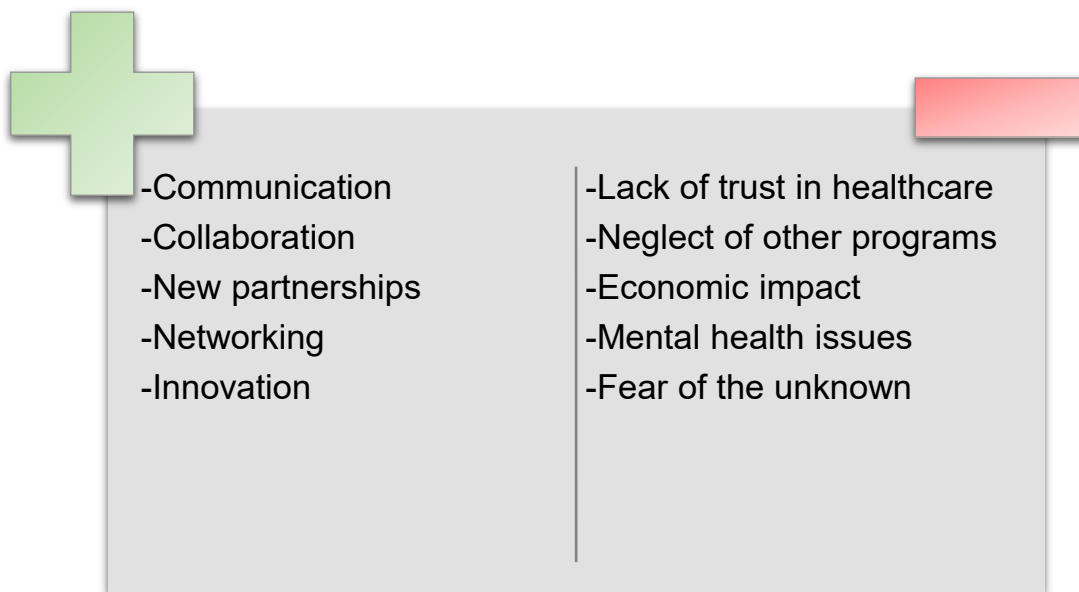 -Communication
-Collaboration
-New partnerships
-Networking
-Innovation
-Lack of trust in healthcare
-Neglect of other programs
-Economic impact
-Mental health issues
-Fear of the unknown